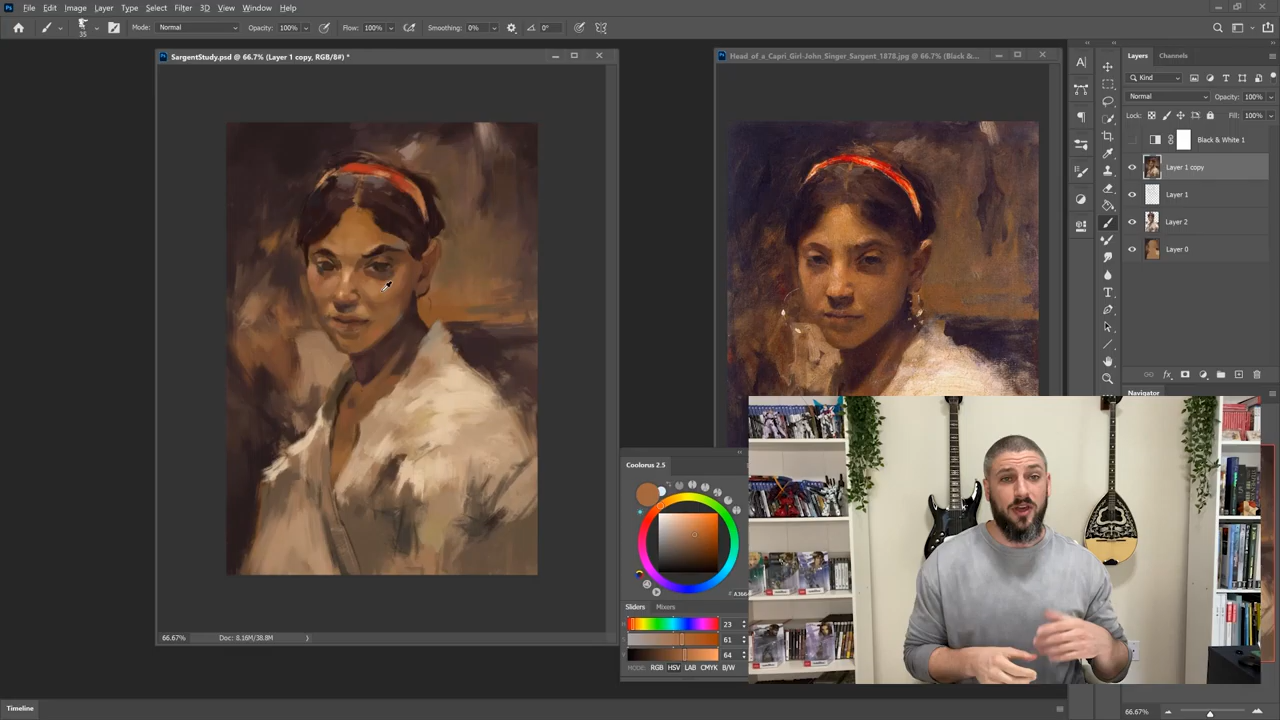 File Edit Image Layer Type Select Filter 3D View Window Help
35 Mode: Normal Opacity: 100% Flow: 100% Smoothing: 0% 0°
SargentStudy.psd @ 66.7% (Layer 1 copy, RGB/8#) *
Head_of_a_Capri_Girl-John_Singer_Sargent_1878.jpg @ 66.7% (Black &...
Layers Channels
Kind
Normal Opacity: 100%
Lock: Fill: 100%
Black & White 1
Layer 1 copy
Layer 1
Layer 2
Layer 0
Navigator
Coolorus 2.5
Sliders Mixers
23
61
64
MODE: RGB HSV LAB CMYK B/W
66.67% Doc: 8.16M/38.8M
Timeline
66.67%